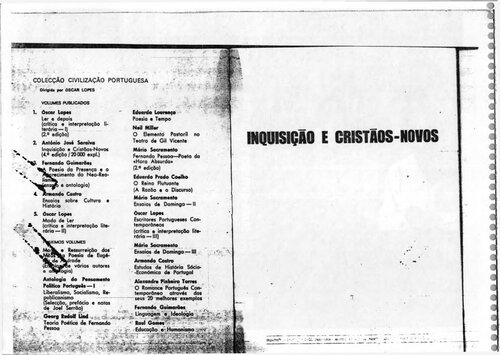 COLECÇÃO CIVILIZAÇÃO PORTUGUESA
Dirigida por OSCAR LOPES
VOLUMES PUBLICADOS
1. Óscar Lopes
Ler e depois
(crítica e interpretação li-
terária — I)
(2.ª edição)
2. António José Saraiva
Inquisição e Cristãos-Novos
(4.ª edição / 20 000 expl.)
Fernando Guimarães
A Poesia da Presença e o
Neo-Rea-
e antologia)
4. Armando Castro
Ensaios sobre Cultura e
História
5. Óscar Lopes
Modo de Ler
(crítica e interpretação lite-
rária — II)
VOLUMES
e Ressurreição dos
Poesia de Eugé-
de vários autores
e antologia)
Antologia do Pensamento
Político Português — I
Liberalismo, Socialismo, Re-
publicanismo
(Selecção, prefácio e notas
de Joel Serrão)
Georg Rudolf Lind
Teoria Poética de Fernando
Pessoa
Eduardo Lourenço
Poesia e Tempo
Neil Miller
O Elemento Pastoril no
Teatro de Gil Vicente
Mário Sacramento
Fernando Pessoa — Poeta da
«Hora Absurda»
(2.ª edição)
Eduardo Prado Coelho
O Reino Flutuante
(A Razão e o Discurso)
Mário Sacramento
Ensaios de Domingo — II
Óscar Lopes
Escritores Portugueses Con-
temporâneos
(crítica e interpretação lite-
rária — III)
Mário Sacramento
Ensaios de Domingo — III
Armando Castro
Estudos de História Sócio-
-Económica de Portugal
Alexandre Pinheiro Torres
O Romance Português Con-
temporâneo através dos
seus 20 melhores exemplos
Fernando Guimarães
Linguagem e Ideologia
Raul Gomes
Educação e Humanismo
INQUISIÇÃO E CRISTÃOS-NOVOS